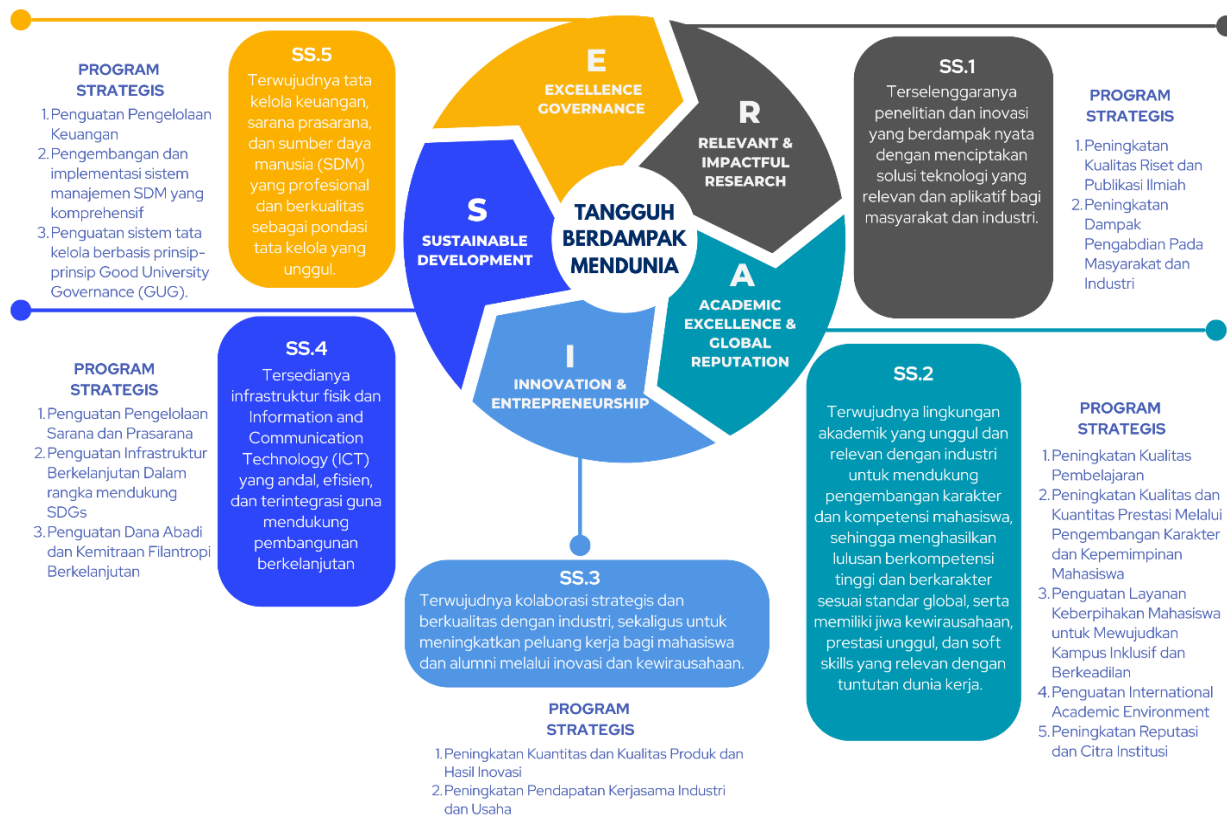 E
EXCELLENCE
GOVERNANCE
R
RELEVANT &
IMPACTFUL
RESEARCH
A
ACADEMIC
EXCELLENCE &
GLOBAL
REPUTATION
I
INNOVATION &
ENTREPRENEURSHIP
S
SUSTAINABLE
DEVELOPMENT
TANGGUH
BERDAMPAK
MENDUNIA
SS.1
Terselenggaranya
penelitian dan inovasi
yang berdampak nyata
dengan menciptakan
solusi teknologi yang
relevan dan aplikatif bagi
masyarakat dan industri.
PROGRAM
STRATEGIS
1.Peningkatan
Kualitas Riset dan
Publikasi Ilmiah
2.Peningkatan
Dampak
Pengabdian Pada
Masyarakat dan
Industri
SS.2
Terwujudnya lingkungan
akademik yang unggul dan
relevan dengan industri
untuk mendukung
pengembangan karakter
dan kompetensi mahasiswa,
sehingga menghasilkan
lulusan berkompetensi
tinggi dan berkarakter
sesuai standar global, serta
memiliki jiwa kewirausahaan,
prestasi unggul, dan soft
skills yang relevan dengan
tuntutan dunia kerja.
PROGRAM
STRATEGIS
1.Peningkatan Kualitas
Pembelajaran
2.Peningkatan Kualitas dan
Kuantitas Prestasi Melalui
Pengembangan Karakter
dan Kepemimpinan
Mahasiswa
3.Penguatan Layanan
Keberpihakan Mahasiswa
untuk Mewujudkan
Kampus Inklusif dan
Berkeadilan
4.Penguatan International
Academic Environment
5.Peningkatan Reputasi
dan Citra Institusi
SS.3
Terwujudnya kolaborasi strategis dan
berkualitas dengan industri, sekaligus untuk
meningkatkan peluang kerja bagi mahasiswa
dan alumni melalui inovasi dan kewirausahaan.
PROGRAM
STRATEGIS
1.Peningkatan Kuantitas dan Kualitas Produk dan
Hasil Inovasi
2.Peningkatan Pendapatan Kerjasama Industri
dan Usaha
SS.4
Tersedianya
infrastruktur fisik dan
Information and
Communication
Technology (ICT)
yang andal, efisien,
dan terintegrasi guna
mendukung
pembangunan
berkelanjutan
PROGRAM
STRATEGIS
1.Penguatan Pengelolaan
Sarana dan Prasarana
2.Penguatan Infrastruktur
Berkelanjutan Dalam
rangka mendukung
SDGs
3.Penguatan Dana Abadi
dan Kemitraan Filantropi
Berkelanjutan
SS.5
Terwujudnya tata
kelola keuangan,
sarana prasarana,
dan sumber daya
manusia (SDM)
yang profesional
dan berkualitas
sebagai pondasi
tata kelola yang
unggul.
PROGRAM
STRATEGIS
1.Penguatan Pengelolaan
Keuangan
2.Pengembangan dan
implementasi sistem
manajemen SDM yang
komprehensif
3.Penguatan sistem tata
kelola berbasis prinsip-
prinsip Good University
Governance (GUG).